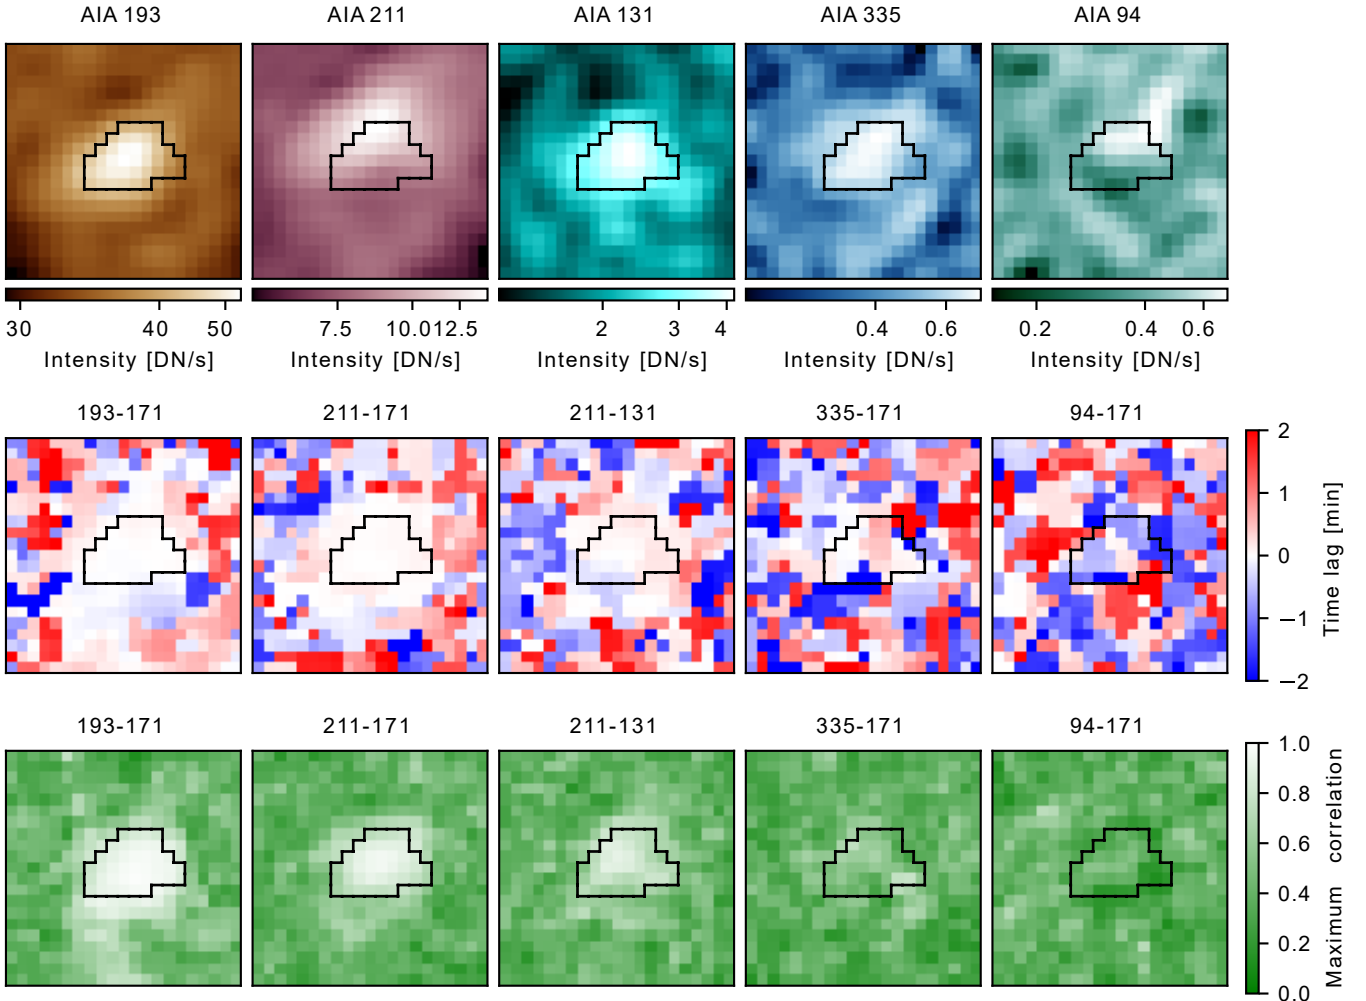 AIA 193 AIA 211 AIA 131 AIA 335 AIA 94
30 40 50 7.5 10.0 12.5 2 3 4 0.4 0.6 0.2 0.4 0.6
Intensity [DN/s] Intensity [DN/s] Intensity [DN/s] Intensity [DN/s] Intensity [DN/s]
193-171 211-171 211-131 335-171 94-171
2
1
0
−1
−2
Time lag [min]
193-171 211-171 211-131 335-171 94-171
1.0
0.8
0.6
0.4
0.2
0.0
Maximum correlation